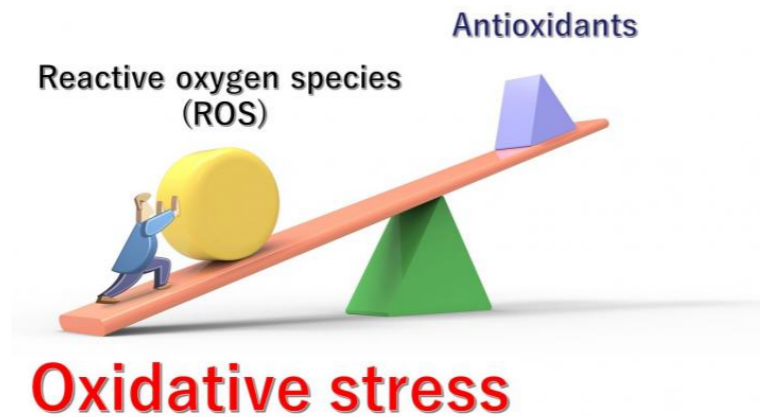 Antioxidants
Reactive oxygen species
(ROS)
Oxidative stress